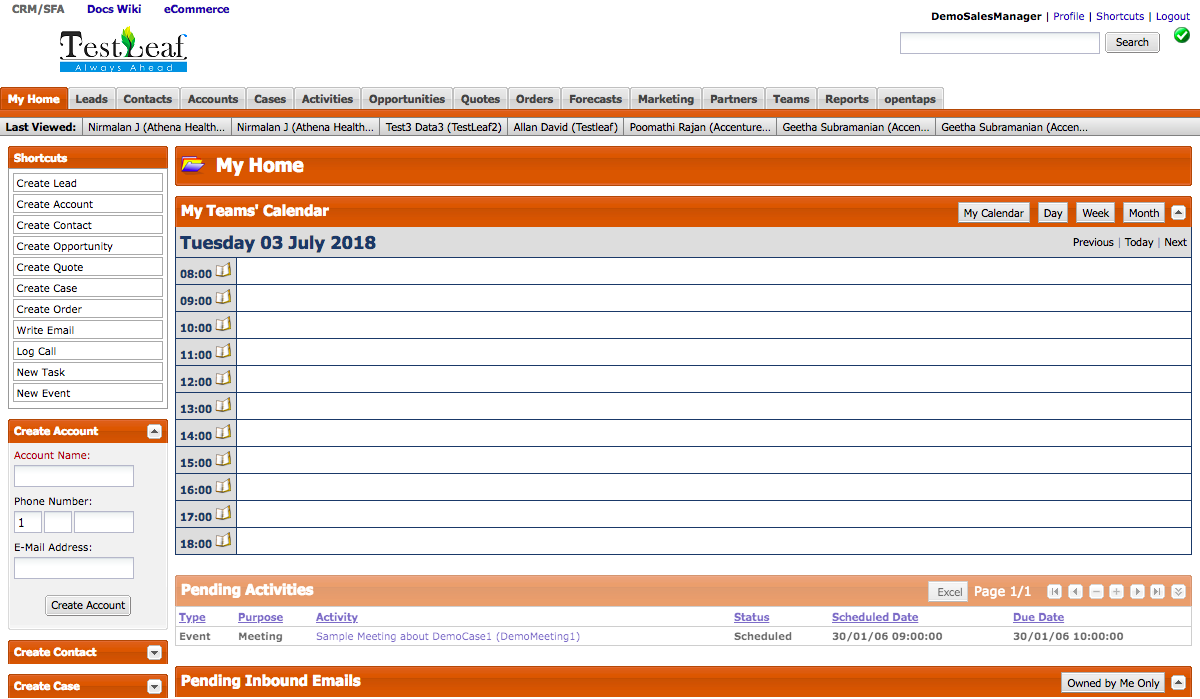 CRM/SFA Docs Wiki eCommerce
DemoSalesManager | Profile | Shortcuts | Logout
TestLeaf
Always Ahead
Search
My Home Leads Contacts Accounts Cases Activities Opportunities Quotes Orders Forecasts Marketing Partners Teams Reports opentaps
Last Viewed: Nirmalan J (Athena Health... Nirmalan J (Athena Health... Test3 Data3 (TestLeaf2) Allan David (Testleaf) Poomathi Rajan (Accenture... Geetha Subramanian (Accen... Geetha Subramanian (Accen...
Shortcuts
Create Lead
Create Account
Create Contact
Create Opportunity
Create Quote
Create Case
Create Order
Write Email
Log Call
New Task
New Event
Create Account
Account Name:
Phone Number:
1
E-Mail Address:
Create Account
Create Contact
Create Case
My Home
My Teams' Calendar My Calendar Day Week Month
Tuesday 03 July 2018 Previous | Today | Next
08:00
09:00
10:00
11:00
12:00
13:00
14:00
15:00
16:00
17:00
18:00
Pending Activities Excel Page 1/1
Type Purpose Activity Status Scheduled Date Due Date
Event Meeting Sample Meeting about DemoCase1 (DemoMeeting1) Scheduled 30/01/06 09:00:00 30/01/06 10:00:00
Pending Inbound Emails Owned by Me Only